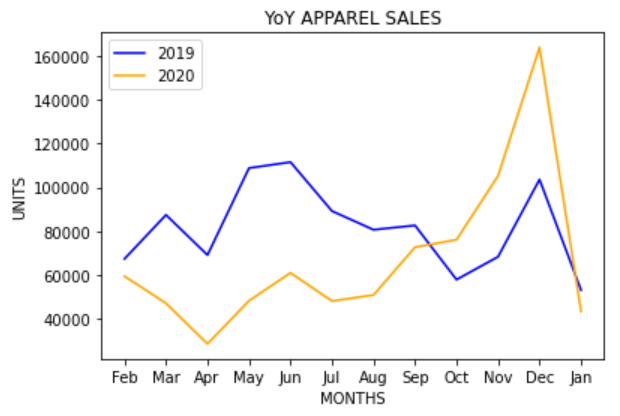 YoY APPAREL SALES
2019
2020
160000
140000
120000
100000
80000
60000
40000
UNITS
Feb Mar Apr May Jun Jul Aug Sep Oct Nov Dec Jan
MONTHS